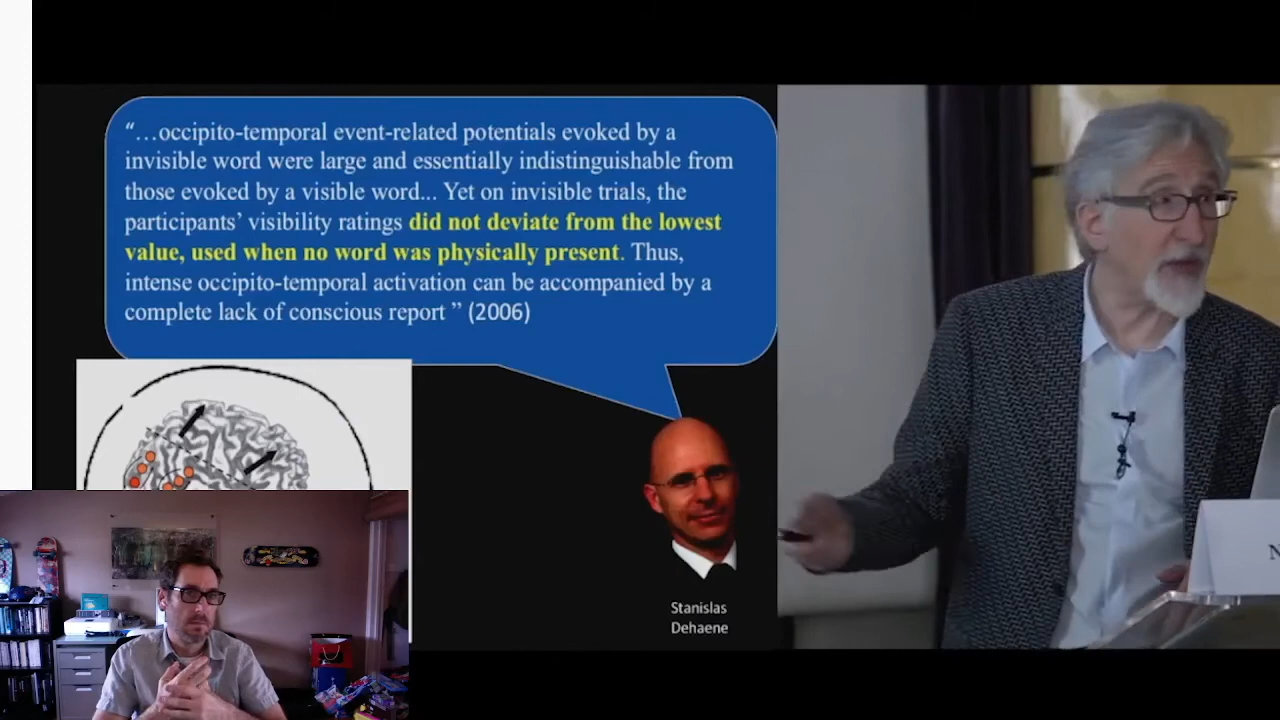 “…occipito-temporal event-related potentials evoked by a
invisible word were large and essentially indistinguishable from
those evoked by a visible word... Yet on invisible trials, the
participants’ visibility ratings did not deviate from the lowest
value, used when no word was physically present. Thus,
intense occipito-temporal activation can be accompanied by a
complete lack of conscious report ” (2006)
Stanislas
Dehaene
N